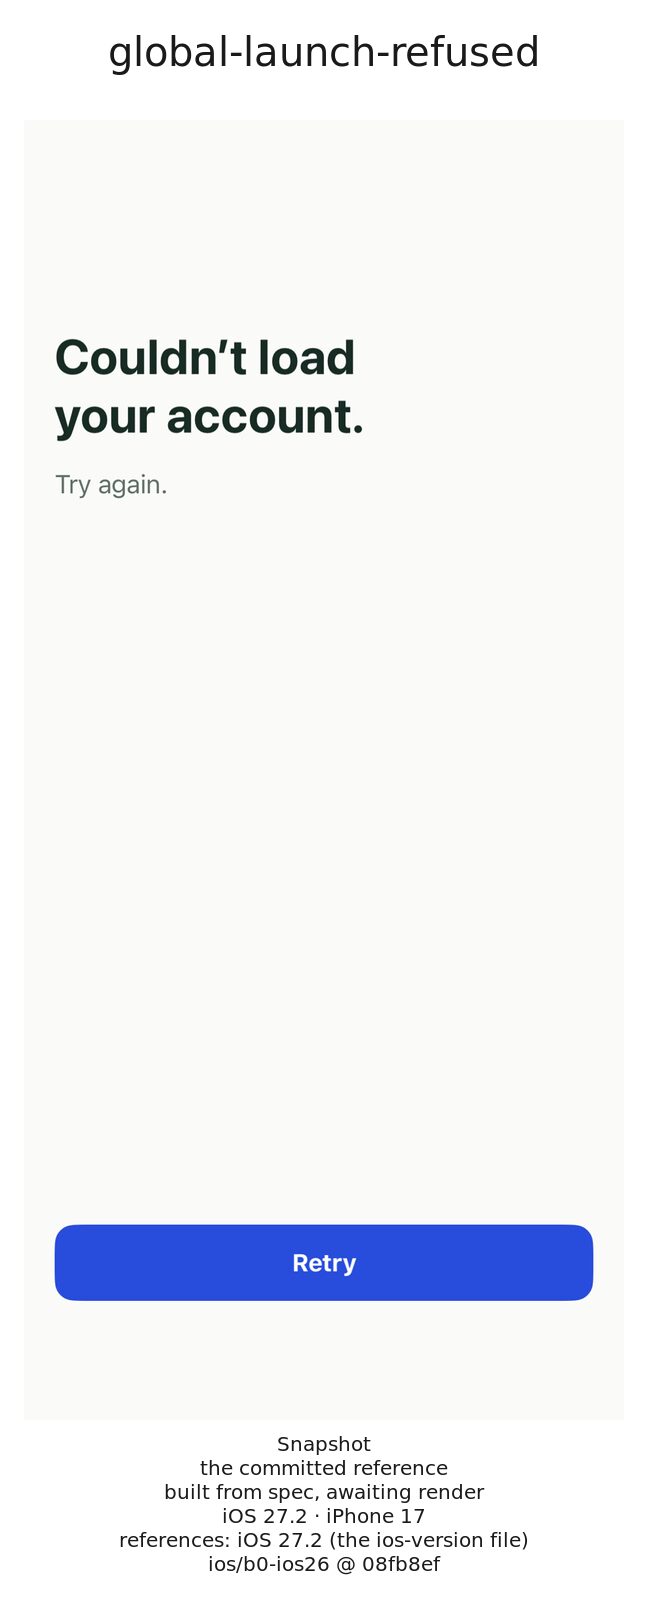 global-launch-refused
Couldn’t load
your account.
Try again.
Retry
Snapshot
the committed reference
built from spec, awaiting render
iOS 27.2 · iPhone 17
references: iOS 27.2 (the ios-version file)
ios/b0-ios26 @ 08fb8ef